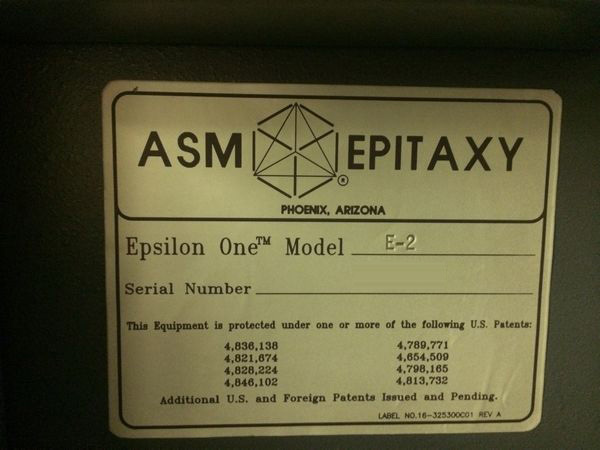 ASM EPITAXY
®
PHOENIX, ARIZONA
Epsilon One™ Model E-2
Serial Number
This Equipment is protected under one or more of the following U.S. Patents:
4,836,138 4,789,771
4,821,674 4,654,509
4,828,224 4,798,165
4,846,102 4,813,732
Additional U.S. and Foreign Patents Issued and Pending.
LABEL NO.16-325300C01 REV A